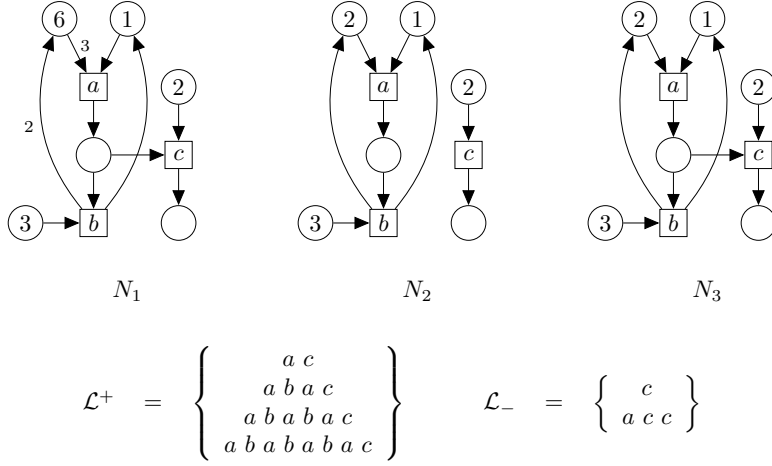 6 1 2 1 2 1
3
a 2 a 2 a 2
2
c c c
3 b 3 b 3 b
N₁ N₂ N₃
a c
a b a c
ℒ⁺ = { } ℒ₋ = { }
c
a b a b a c
a c c
a b a b a b a c